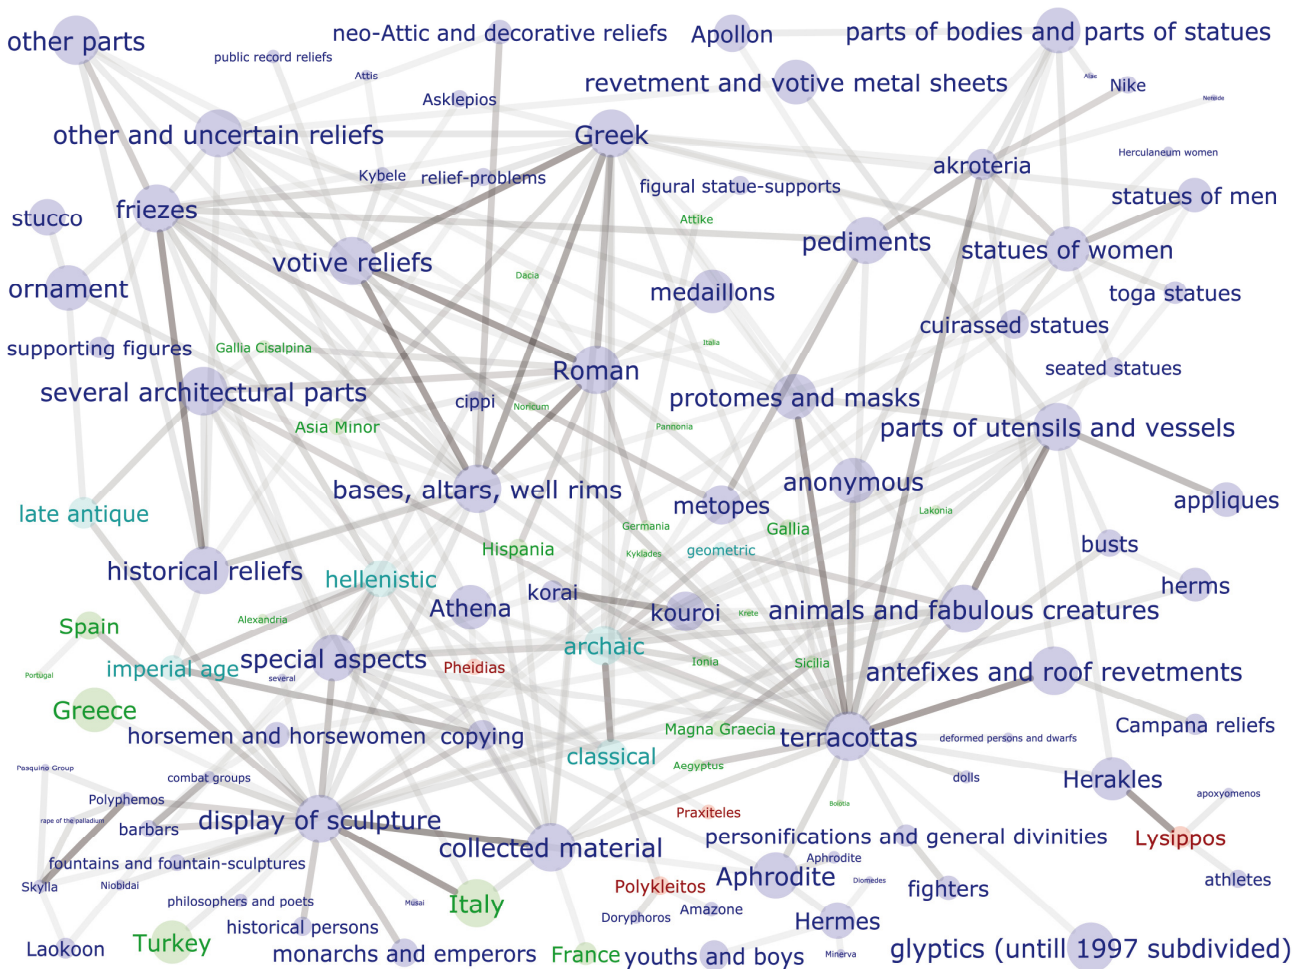 other parts
neo-Attic and decorative reliefs
Apollon
parts of bodies and parts of statues
public record reliefs
Attis
revetment and votive metal sheets
Ajax
Nike
Asklepios
Nereide
other and uncertain reliefs
Greek
Herculaneum women
akroteria
Kybele
relief-problems
figural statue-supports
statues of men
stucco
friezes
Attike
pediments
statues of women
votive reliefs
Dacia
ornament
medaillons
toga statues
cuirassed statues
supporting figures
Gallia Cisalpina
Italia
Roman
seated statues
several architectural parts
cippi
Noricum
protomes and masks
Asia Minor
Pannonia
parts of utensils and vessels
bases, altars, well rims
anonymous
metopes
appliques
late antique
Lakonia
Germania
Gallia
Hispania
Kyklades
geometric
busts
historical reliefs
hellenistic
herms
Athena
korai
kouroi
Krete
animals and fabulous creatures
Spain
Alexandria
archaic
imperial age
special aspects
Pheidias
Ionia
Sicilia
antefixes and roof revetments
Portugal
several
Greece
horsemen and horsewomen
copying
Magna Graecia
terracottas
deformed persons and dwarfs
Campana reliefs
classical
Aegyptus
Pasquino Group
combat groups
dolls
Herakles
Polyphemos
Boiotia
apoxyomenos
rape of the palladium
barbars
display of sculpture
Praxiteles
personifications and general divinities
Lysippos
collected material
fountains and fountain-sculptures
Aphrodite
Skylla
Niobidai
Polykleitos
Aphrodite
Diomedes
fighters
athletes
philosophers and poets
Musai
Italy
Doryphoros
Amazone
Hermes
historical persons
Laokoon
Turkey
monarchs and emperors
France
youths and boys
Minerva
glyptics (untill 1997 subdivided)